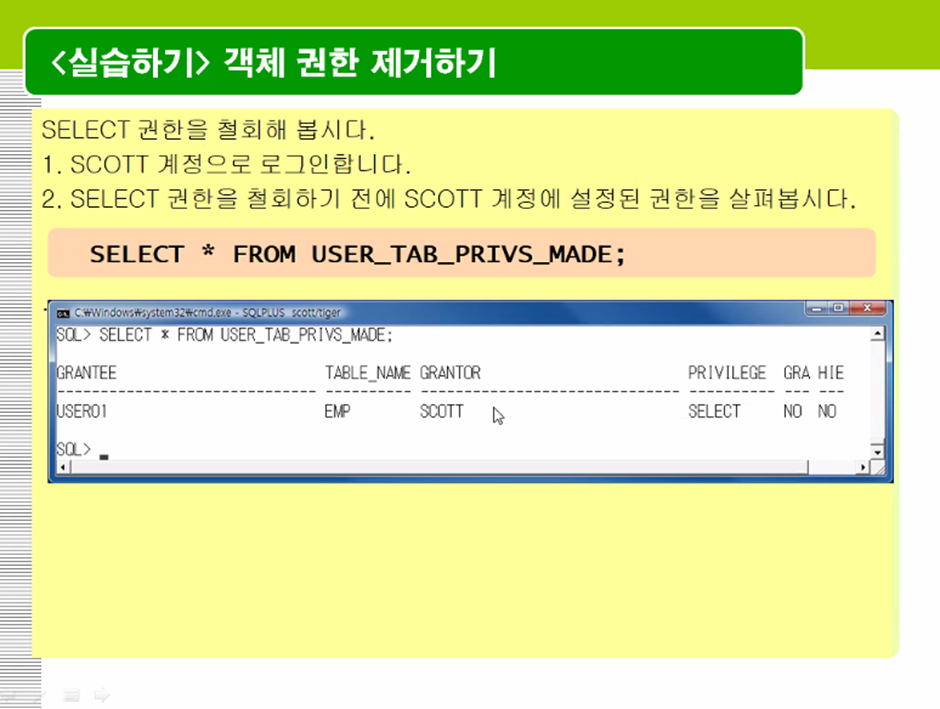 <실습하기> 객체 권한 제거하기
SELECT 권한을 철회해 봅시다.
1. SCOTT 계정으로 로그인합니다.
2. SELECT 권한을 철회하기 전에 SCOTT 계정에 설정된 권한을 살펴봅시다.
SELECT * FROM USER_TAB_PRIVS_MADE;
C:₩Windows₩system32₩cmd.exe - SQLPLUS scott/tiger
SQL> SELECT * FROM USER_TAB_PRIVS_MADE;
GRANTEE TABLE_NAME GRANTOR PRIVILEGE GRA HIE
------------------------------ ---------- ------------------------------ ---------- --- ---
USER01 EMP SCOTT SELECT NO NO
SQL>